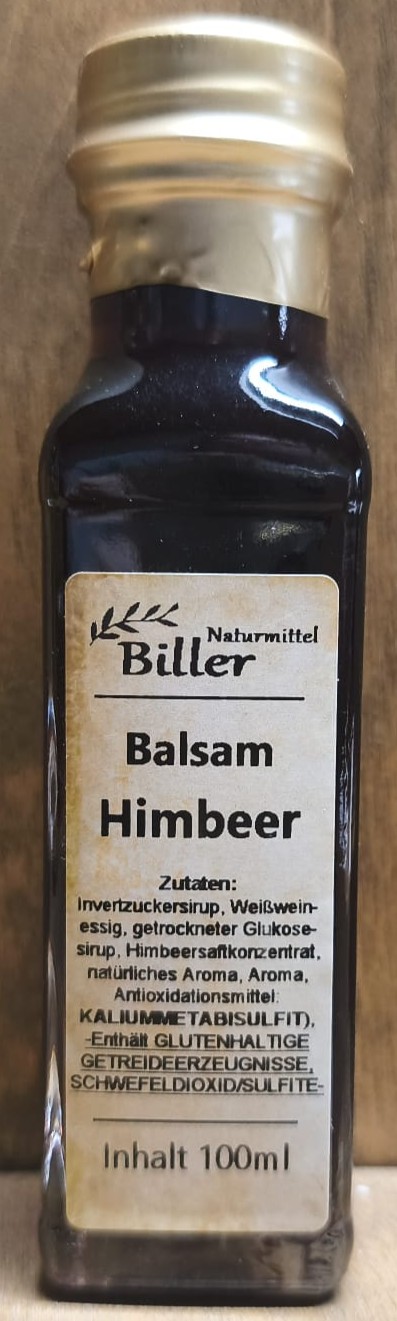 Naturmittel
Biller
Balsam
Himbeer
Zutaten:
Invertzuckersirup, Weißwein-
essig, getrockneter Glukose-
sirup, Himbeersaftkonzentrat,
natürliches Aroma, Aroma,
Antioxidationsmittel:
KALIUMMETABISULFIT),
-Enthält GLUTENHALTIGE
GETREIDEERZEUGNISSE,
SCHWEFELDIOXID/SULFITE-
Inhalt 100ml